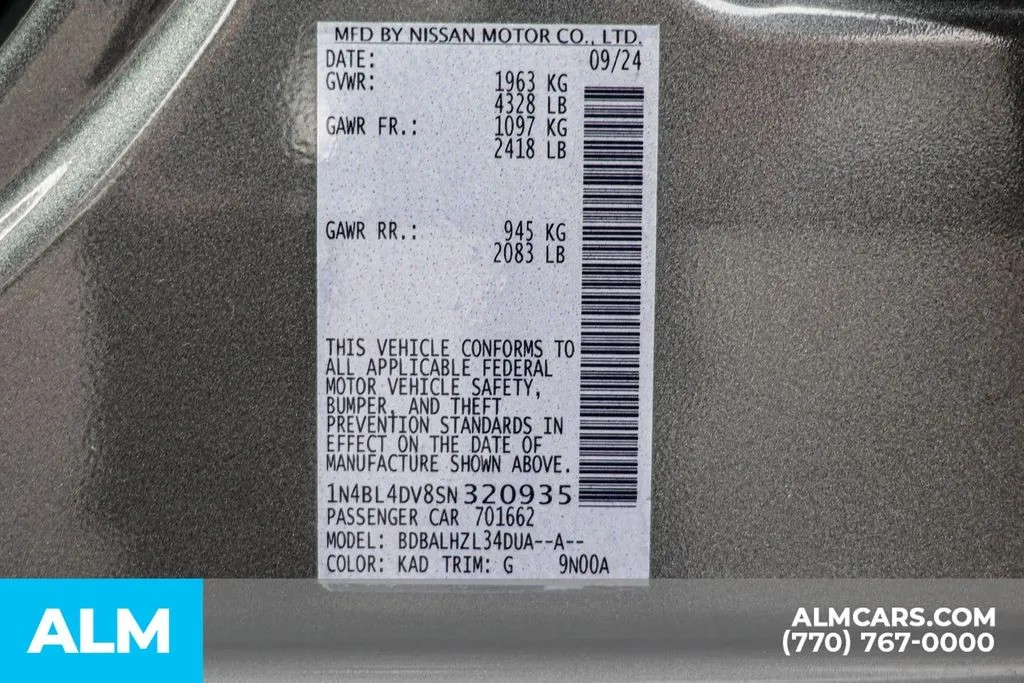 MFD BY NISSAN MOTOR CO., LTD.
DATE: 09/24
GVWR: 1963 KG
4328 LB
GAWR FR.: 1097 KG
2418 LB
GAWR RR.: 945 KG
2083 LB
THIS VEHICLE CONFORMS TO
ALL APPLICABLE FEDERAL
MOTOR VEHICLE SAFETY,
BUMPER, AND THEFT
PREVENTION STANDARDS IN
EFFECT ON THE DATE OF
MANUFACTURE SHOWN ABOVE.
1N4BL4DV8SN320935
PASSENGER CAR 701662
MODEL: BDBALHZL34DUA--A--
COLOR: KAD TRIM: G 9N00A
ALM
ALMCARS.COM
(770) 767-0000